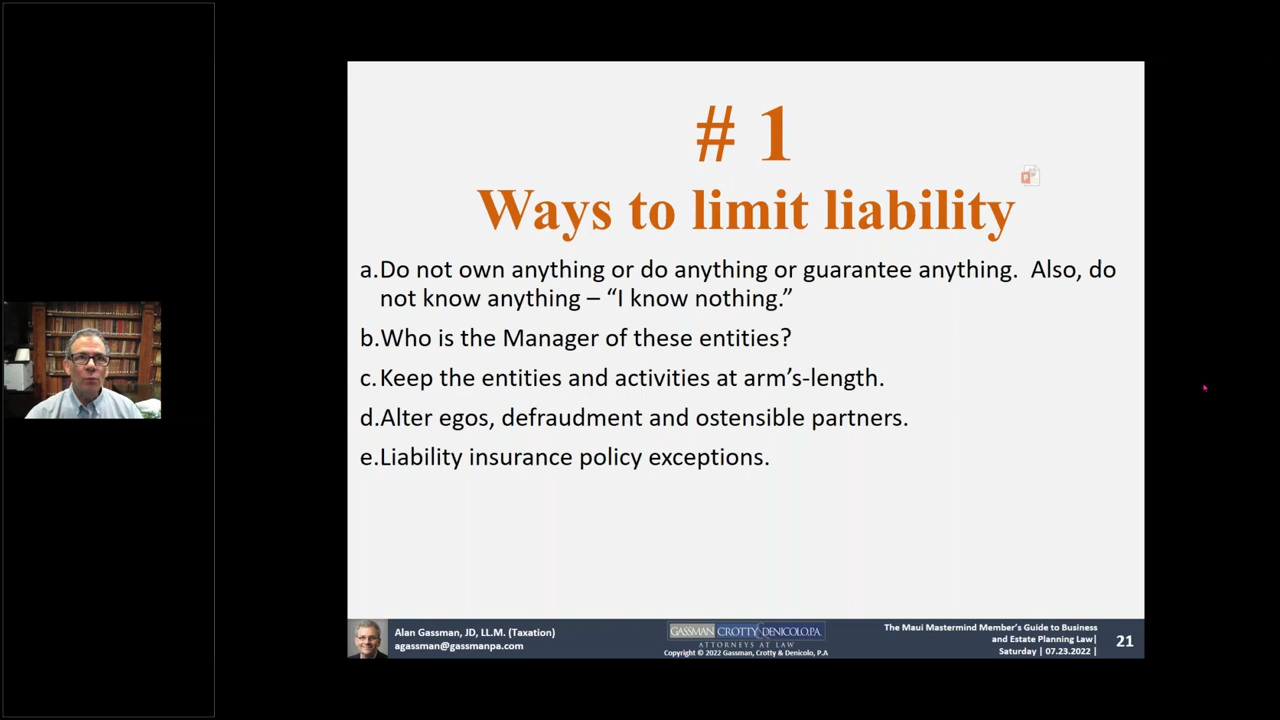 # 1
Ways to limit liability
a.Do not own anything or do anything or guarantee anything.  Also, do
not know anything – “I know nothing.”
b.Who is the Manager of these entities?
c.Keep the entities and activities at arm’s-length.
d.Alter egos, defraudment and ostensible partners.
e.Liability insurance policy exceptions.
Alan Gassman, JD, LL.M. (Taxation)
agassman@gassmanpa.com
GASSMAN CROTTY & DENICOLO, P.A.
ATTORNEYS AT LAW
Copyright © 2022 Gassman, Crotty & Denicolo, P.A
The Maui Mastermind Member’s Guide to Business
and Estate Planning Law|
Saturday | 07.23.2022 |
21